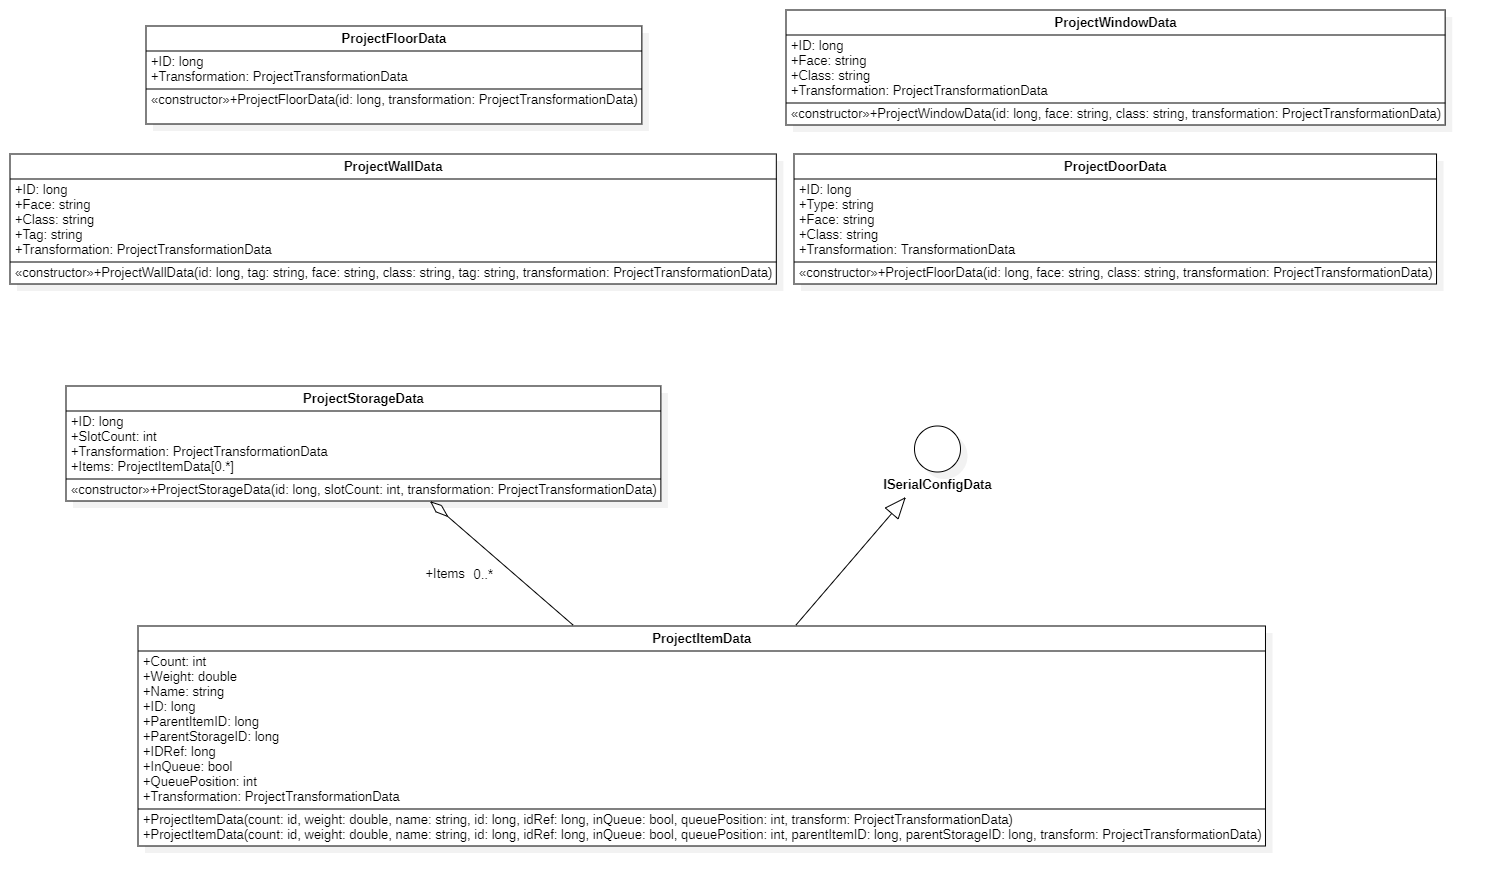 ProjectFloorData
+ID: long
+Transformation: ProjectTransformationData
«constructor»+ProjectFloorData(id: long, transformation: ProjectTransformationData)
ProjectWindowData
+ID: long
+Face: string
+Class: string
+Transformation: ProjectTransformationData
«constructor»+ProjectWindowData(id: long, face: string, class: string, transformation: ProjectTransformationData)
ProjectWallData
+ID: long
+Face: string
+Class: string
+Tag: string
+Transformation: ProjectTransformationData
«constructor»+ProjectWallData(id: long, tag: string, face: string, class: string, tag: string, transformation: ProjectTransformationData)
ProjectDoorData
+ID: long
+Type: string
+Face: string
+Class: string
+Transformation: TransformationData
«constructor»+ProjectFloorData(id: long, face: string, class: string, transformation: ProjectTransformationData)
ProjectStorageData
+ID: long
+SlotCount: int
+Transformation: ProjectTransformationData
+Items: ProjectItemData[0.*]
«constructor»+ProjectStorageData(id: long, slotCount: int, transformation: ProjectTransformationData)
ISerialConfigData
+Items 0..*
ProjectItemData
+Count: int
+Weight: double
+Name: string
+ID: long
+ParentItemID: long
+ParentStorageID: long
+IDRef: long
+InQueue: bool
+QueuePosition: int
+Transformation: ProjectTransformationData
+ProjectItemData(count: id, weight: double, name: string, id: long, idRef: long, inQueue: bool, queuePosition: int, transform: ProjectTransformationData)
+ProjectItemData(count: id, weight: double, name: string, id: long, idRef: long, inQueue: bool, queuePosition: int, parentItemID: long, parentStorageID: long, transform: ProjectTransformationData)